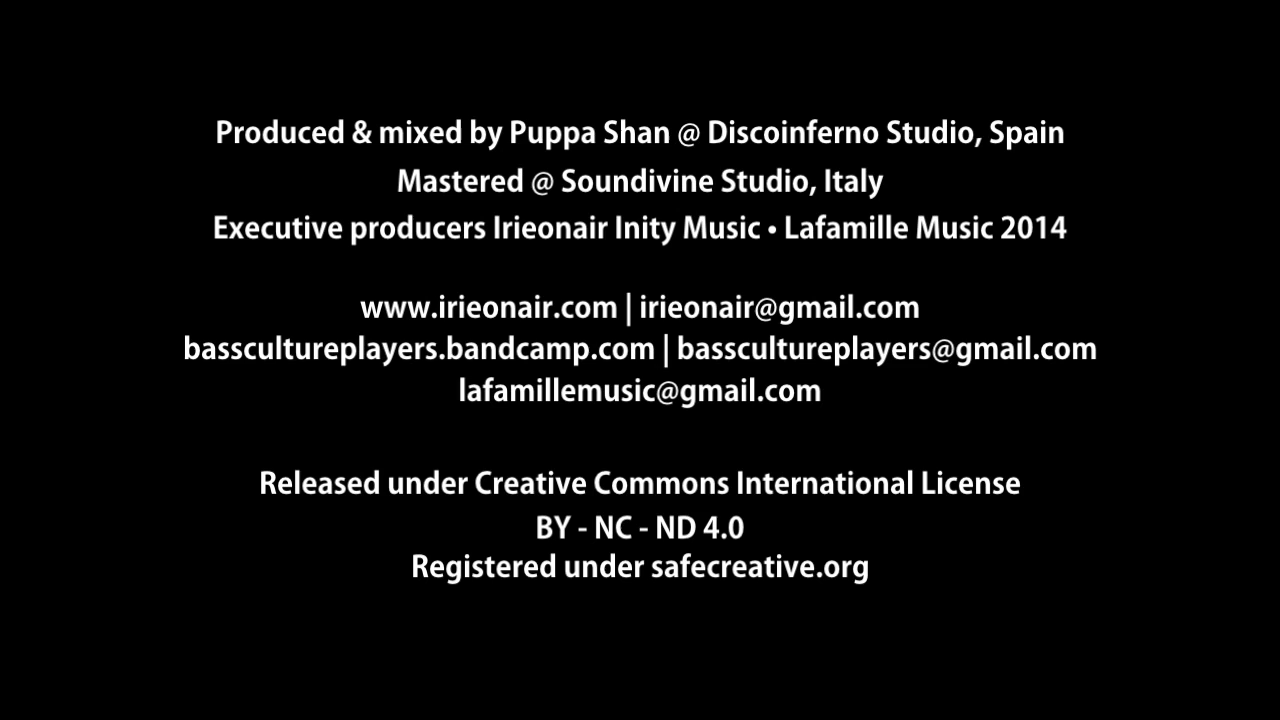 Produced & mixed by Puppa Shan @ Discoinferno Studio, Spain
Mastered @ Soundivine Studio, Italy
Executive producers Irieonair Inity Music • Lafamille Music 2014
www.irieonair.com | irieonair@gmail.com
basscultureplayers.bandcamp.com | basscultureplayers@gmail.com
lafamillemusic@gmail.com
Released under Creative Commons International License
BY - NC - ND 4.0
Registered under safecreative.org